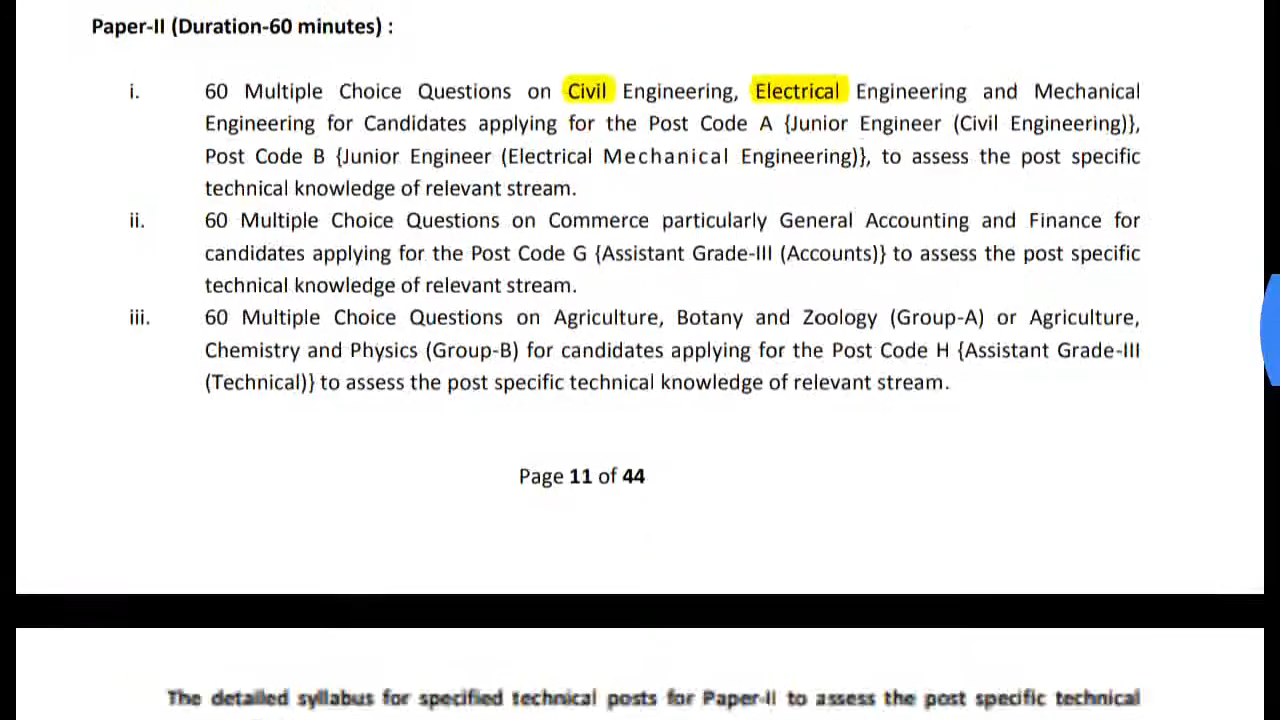 Paper-II (Duration-60 minutes) :
i. 60 Multiple Choice Questions on Civil Engineering, Electrical Engineering and Mechanical
Engineering for Candidates applying for the Post Code A {Junior Engineer (Civil Engineering)},
Post Code B {Junior Engineer (Electrical Mechanical Engineering)}, to assess the post specific
technical knowledge of relevant stream.
ii. 60 Multiple Choice Questions on Commerce particularly General Accounting and Finance for
candidates applying for the Post Code G {Assistant Grade-III (Accounts)} to assess the post specific
technical knowledge of relevant stream.
iii. 60 Multiple Choice Questions on Agriculture, Botany and Zoology (Group-A) or Agriculture,
Chemistry and Physics (Group-B) for candidates applying for the Post Code H {Assistant Grade-III
(Technical)} to assess the post specific technical knowledge of relevant stream.
Page 11 of 44
The detailed syllabus for specified technical posts for Paper-II to assess the post specific technical